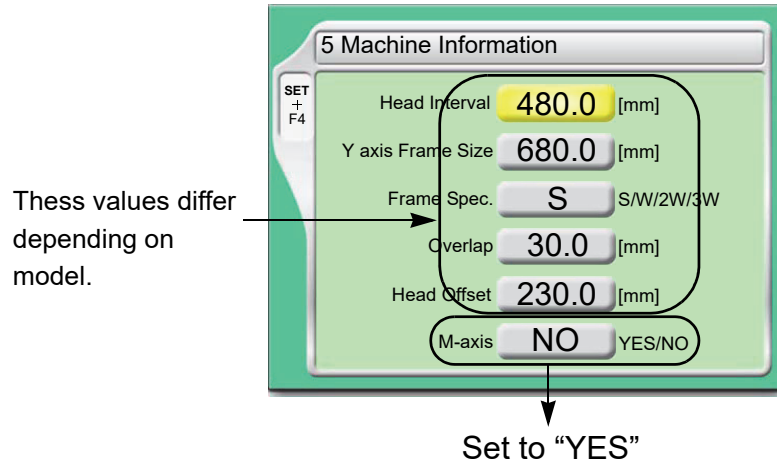 5 Machine Information
SET
+
F4
Head Interval 480.0 [mm]
Y axis Frame Size 680.0 [mm]
Frame Spec. S S/W/2W/3W
Overlap 30.0 [mm]
Head Offset 230.0 [mm]
M-axis NO YES/NO
Thess values differ
depending on
model.
Set to “YES”